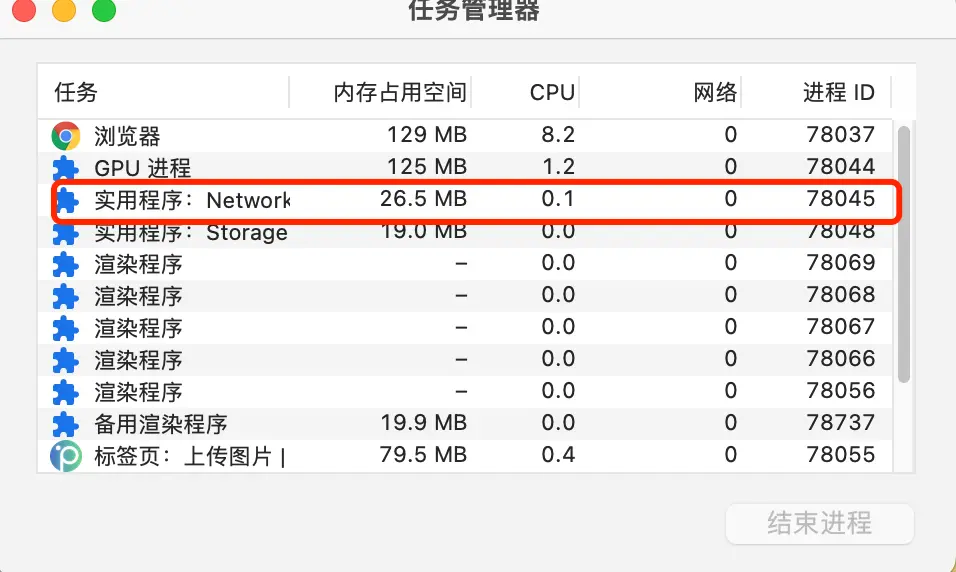 任务管理器
任务 内存占用空间 CPU 网络 进程 ID
浏览器 129 MB 8.2 0 78037
GPU 进程 125 MB 1.2 0 78044
实用程序：Network 26.5 MB 0.1 0 78045
实用程序：Storage 19.0 MB 0.0 0 78048
渲染程序 – 0.0 0 78069
渲染程序 – 0.0 0 78068
渲染程序 – 0.0 0 78067
渲染程序 – 0.0 0 78066
渲染程序 – 0.0 0 78056
备用渲染程序 19.9 MB 0.0 0 78737
标签页：上传图片 | 79.5 MB 0.4 0 78055
结束进程